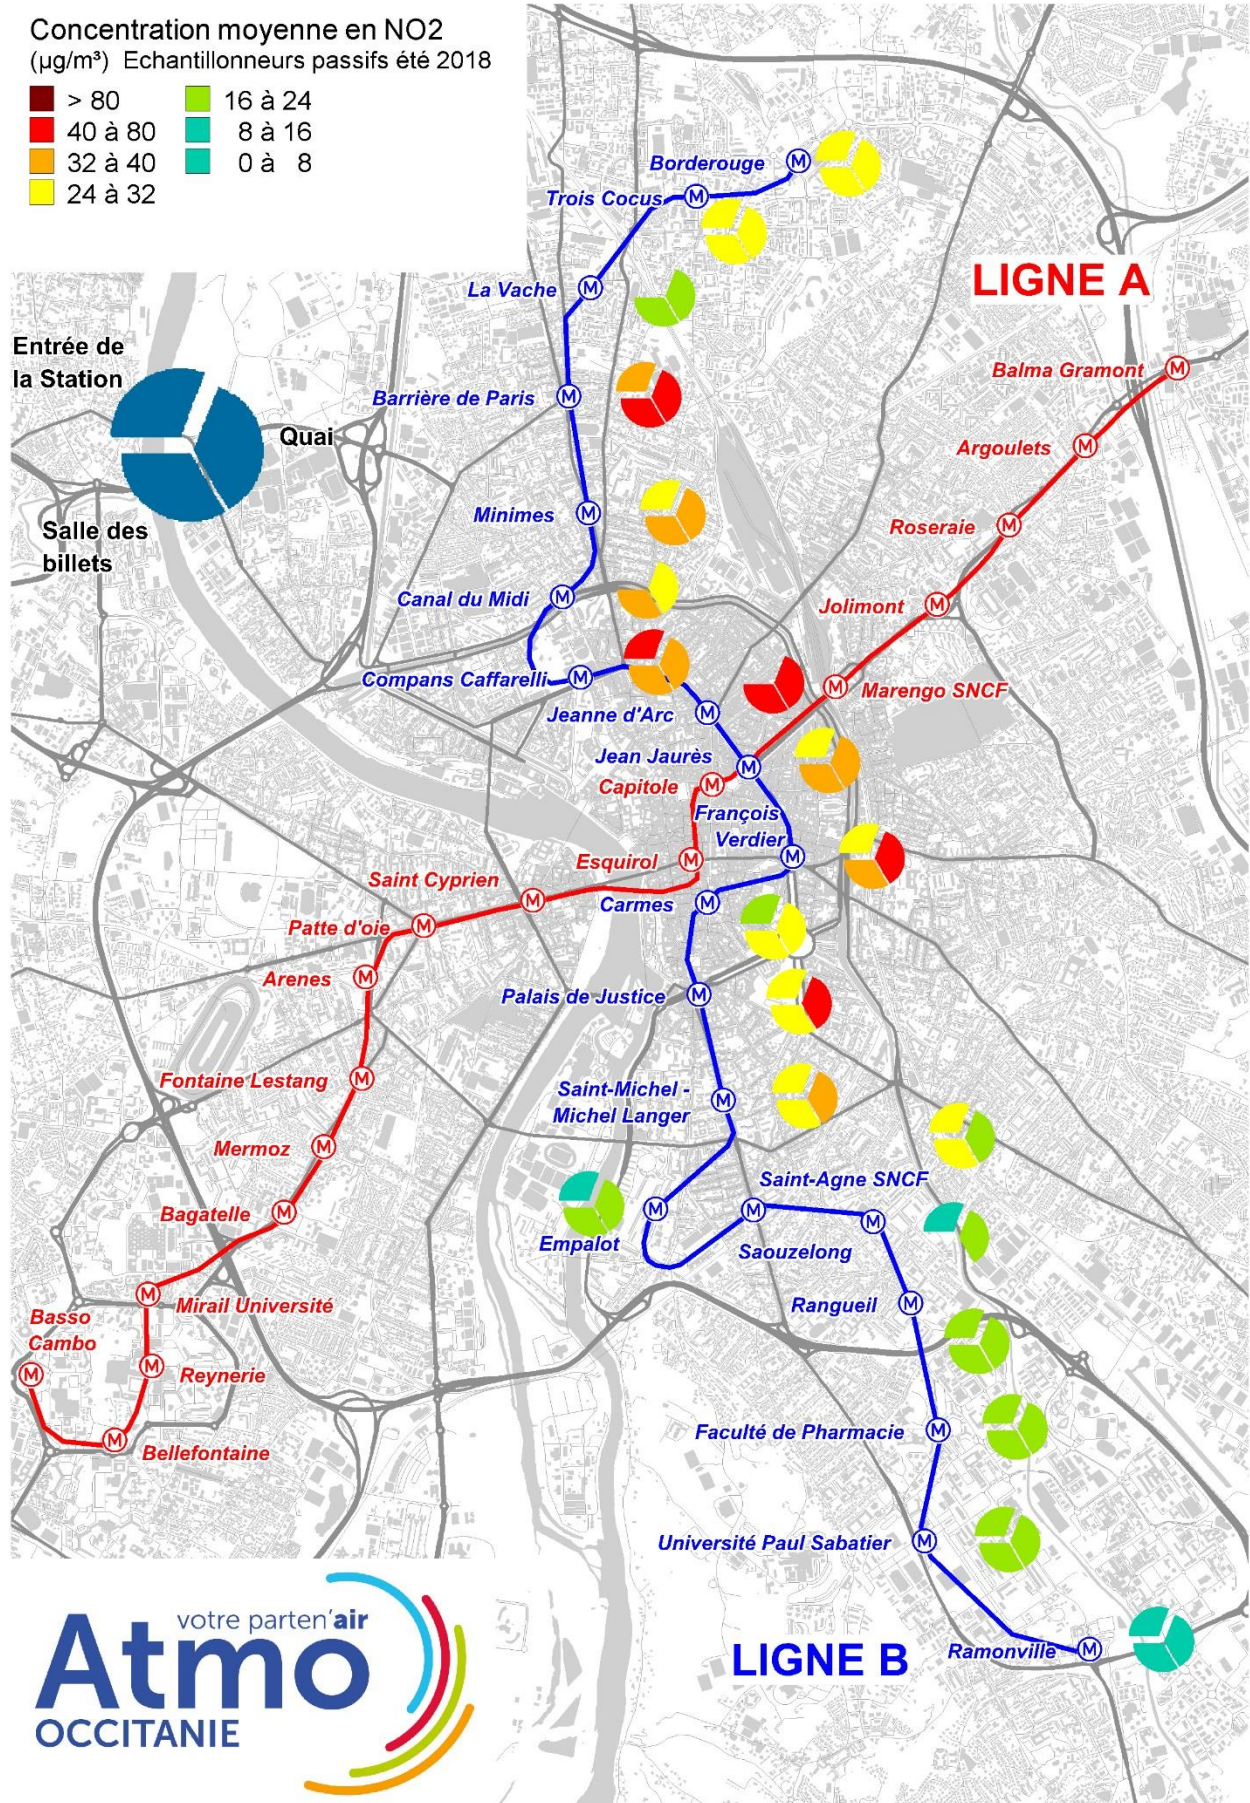 Concentration moyenne en NO2
(µg/m³) Echantillonneurs passifs été 2018
> 80
16 à 24
40 à 80
8 à 16
32 à 40
0 à 8
24 à 32
Borderouge
M
Trois Cocus
M
La Vache
M
LIGNE A
Entrée de
la Station
Quai
Salle des
billets
Balma Gramont
M
Barrière de Paris
M
Argoulets
M
Minimes
M
Roseraie
M
Canal du Midi
M
Jolimont
M
Compans Caffarelli
M
Marengo SNCF
M
Jeanne d'Arc
M
Jean Jaurès
M
Capitole
M
François
Verdier
M
Esquirol
M
Saint Cyprien
M
Carmes
M
Patte d'oie
M
Arenes
M
Palais de Justice
M
Fontaine Lestang
M
Saint-Michel -
Michel Langer
M
Mermoz
M
Saint-Agne SNCF
M
Bagatelle
M
Empalot
M
Saouzelong
M
Mirail Université
M
Rangueil
M
Basso
Cambo
M
Reynerie
M
Bellefontaine
M
Faculté de Pharmacie
M
Université Paul Sabatier
M
LIGNE B
Ramonville
M
votre parten'air
Atmo
OCCITANIE